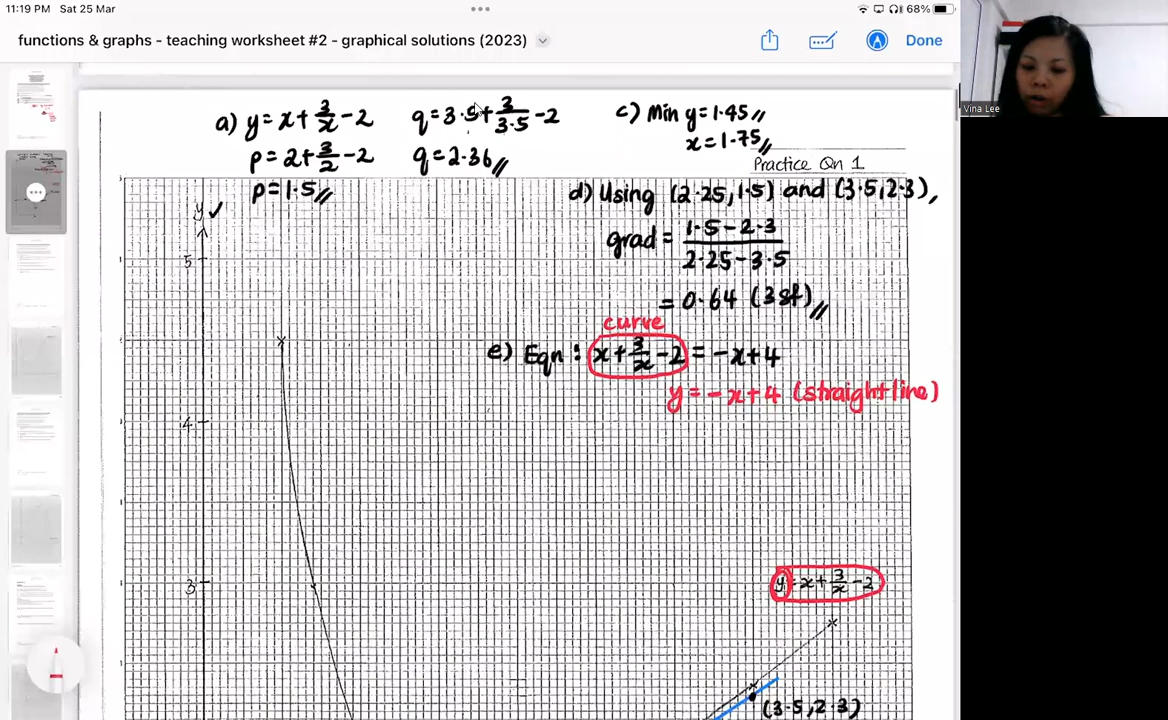 11:19 PM Sat 25 Mar
68%
functions & graphs - teaching worksheet #2 - graphical solutions (2023)
Done
Vina Lee
a) y = x + 3/x - 2
p = 2 + 3/2 - 2
p = 1.5
q = 3.5 + 3/3.5 - 2
q = 2.36
c) Min y = 1.45
x = 1.75
Practice Qn 1
d) Using (2.25, 1.5) and (3.5, 2.3),
grad = 1.5 - 2.3 / 2.25 - 3.5
= 0.64 (3sf)
curve
e) Eqn : x + 3/x - 2 = -x + 4
y = -x + 4 (straight line)
y
5
4
3
y = x + 3/x - 2
(3.5, 2.3)